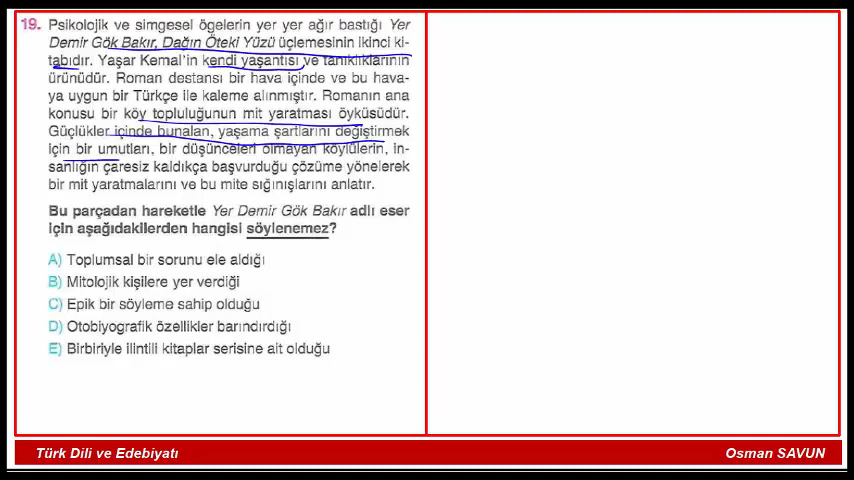 19. Psikolojik ve simgesel ögelerin yer yer ağır bastığı Yer
Demir Gök Bakır, Dağın Öteki Yüzü üçlemesinin ikinci ki-
tabıdır. Yaşar Kemal'in kendi yaşantısı ve tanıklıklarının
ürünüdür. Roman destansı bir hava içinde ve bu hava-
ya uygun bir Türkçe ile kaleme alınmıştır. Romanın ana
konusu bir köy topluluğunun mit yaratması öyküsüdür.
Güçlükler içinde bunalan, yaşama şartlarını değiştirmek
için bir umutları, bir düşünceleri olmayan köylülerin, in-
sanlığın çaresiz kaldıkça başvurduğu çözüme yönelerek
bir mit yaratmalarını ve bu mite sığınışlarını anlatır.
Bu parçadan hareketle Yer Demir Gök Bakır adlı eser
için aşağıdakilerden hangisi söylenemez?
A) Toplumsal bir sorunu ele aldığı
B) Mitolojik kişilere yer verdiği
C) Epik bir söyleme sahip olduğu
D) Otobiyografik özellikler barındırdığı
E) Birbiriyle ilintili kitaplar serisine ait olduğu
Türk Dili ve Edebiyatı
Osman SAVUN